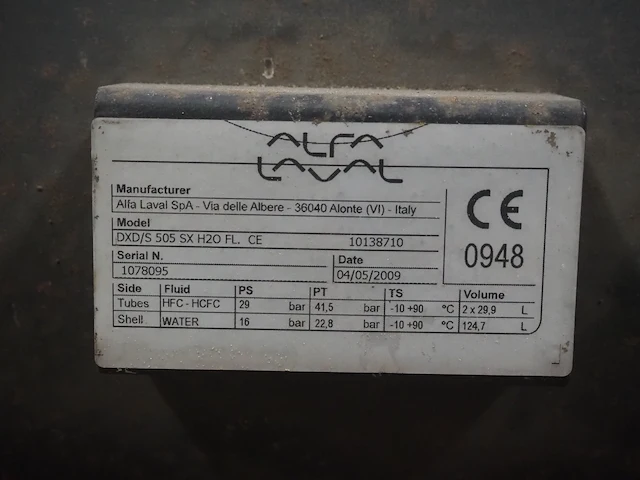 ALFA
LAVAL
Manufacturer
Alfa Laval SpA - Via delle Albere - 36040 Alonte (VI) - Italy
Model
DXD/S 505 SX H2O FL. CE 10138710
Serial N. Date
1078095 04/05/2009
CE
0948
Side Fluid PS PT TS Volume
Tubes HFC - HCFC 29 bar 41,5 bar -10 +90 °C 2 x 29,9 L
Shell WATER 16 bar 22,8 bar -10 +90 °C 124,7 L